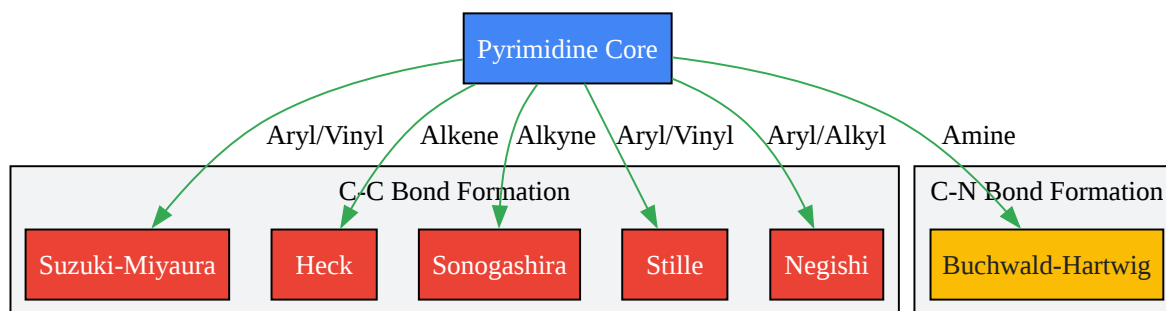 Pyrimidine Core
Aryl/Vinyl
Alkene
Alkyne
Aryl/Vinyl
Aryl/Alkyl
Amine
C-C Bond Formation
C-N Bond Formation
Suzuki-Miyaura
Heck
Sonogashira
Stille
Negishi
Buchwald-Hartwig